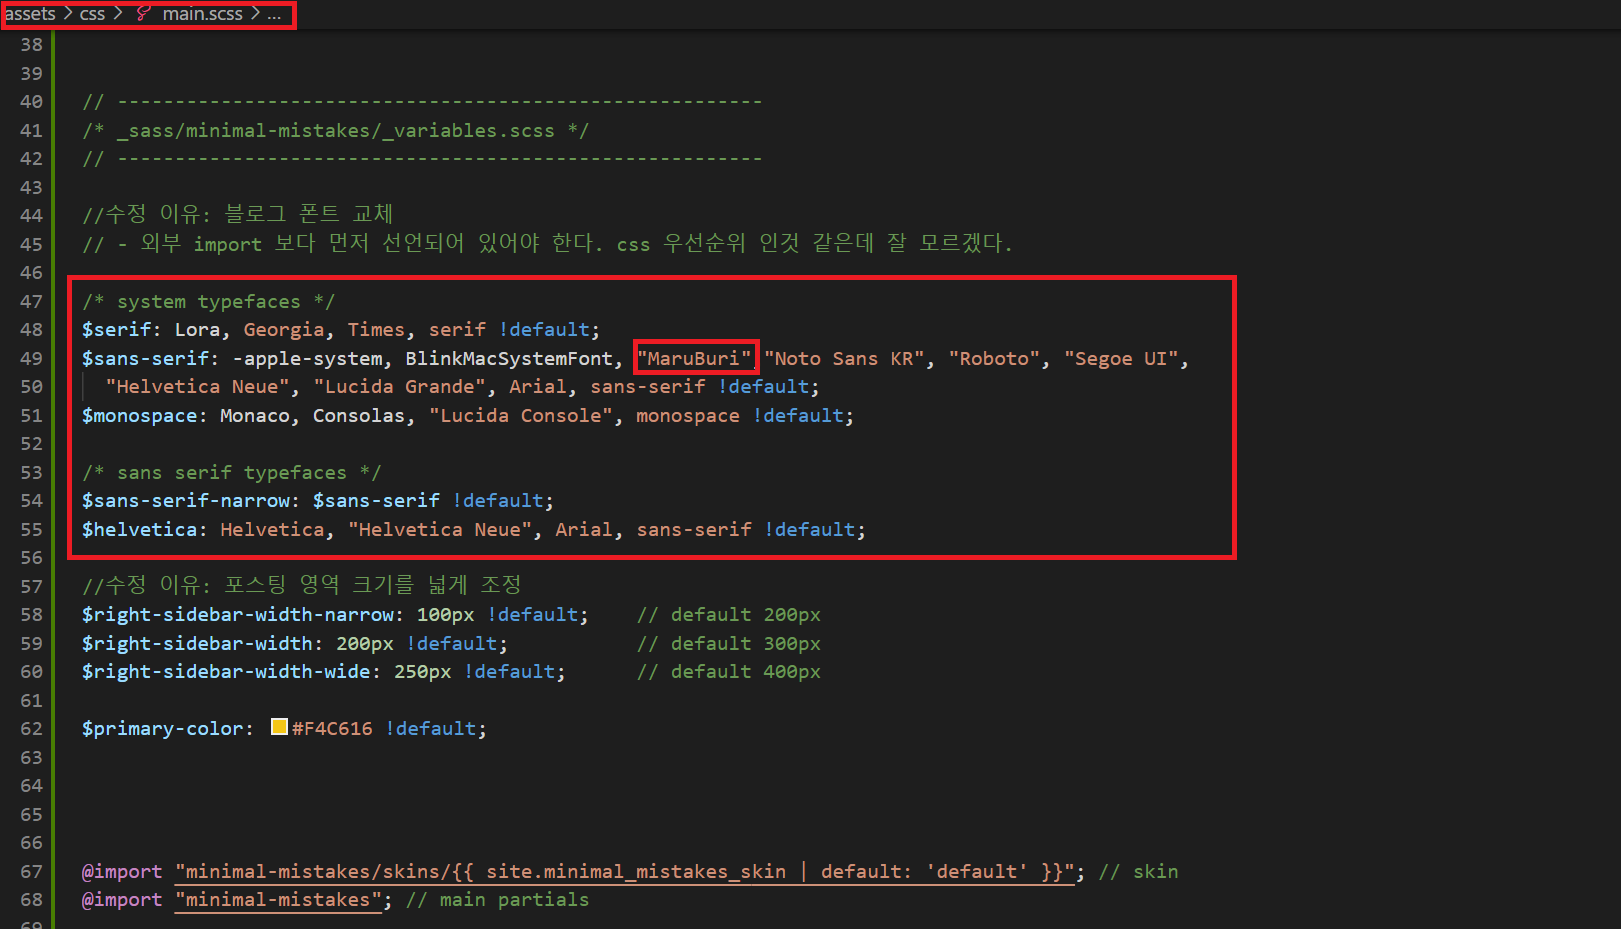 assets > css > main.scss > ...
38
39
40 // --------------------------------------------------------
41 /* _sass/minimal-mistakes/_variables.scss */
42 // --------------------------------------------------------
43
44 //수정 이유: 블로그 폰트 교체
45 // - 외부 import 보다 먼저 선언되어 있어야 한다. css 우선순위 인것 같은데 잘 모르겠다.
46
47 /* system typefaces */
48 $serif: Lora, Georgia, Times, serif !default;
49 $sans-serif: -apple-system, BlinkMacSystemFont, "MaruBuri", "Noto Sans KR", "Roboto", "Segoe UI",
50 "Helvetica Neue", "Lucida Grande", Arial, sans-serif !default;
51 $monospace: Monaco, Consolas, "Lucida Console", monospace !default;
52
53 /* sans serif typefaces */
54 $sans-serif-narrow: $sans-serif !default;
55 $helvetica: Helvetica, "Helvetica Neue", Arial, sans-serif !default;
56
57 //수정 이유: 포스팅 영역 크기를 넓게 조정
58 $right-sidebar-width-narrow: 100px !default; // default 200px
59 $right-sidebar-width: 200px !default; // default 300px
60 $right-sidebar-width-wide: 250px !default; // default 400px
61
62 $primary-color: #F4C616 !default;
63
64
65
66
67 @import "minimal-mistakes/skins/{{ site.minimal_mistakes_skin | default: 'default' }}"; // skin
68 @import "minimal-mistakes"; // main partials
69